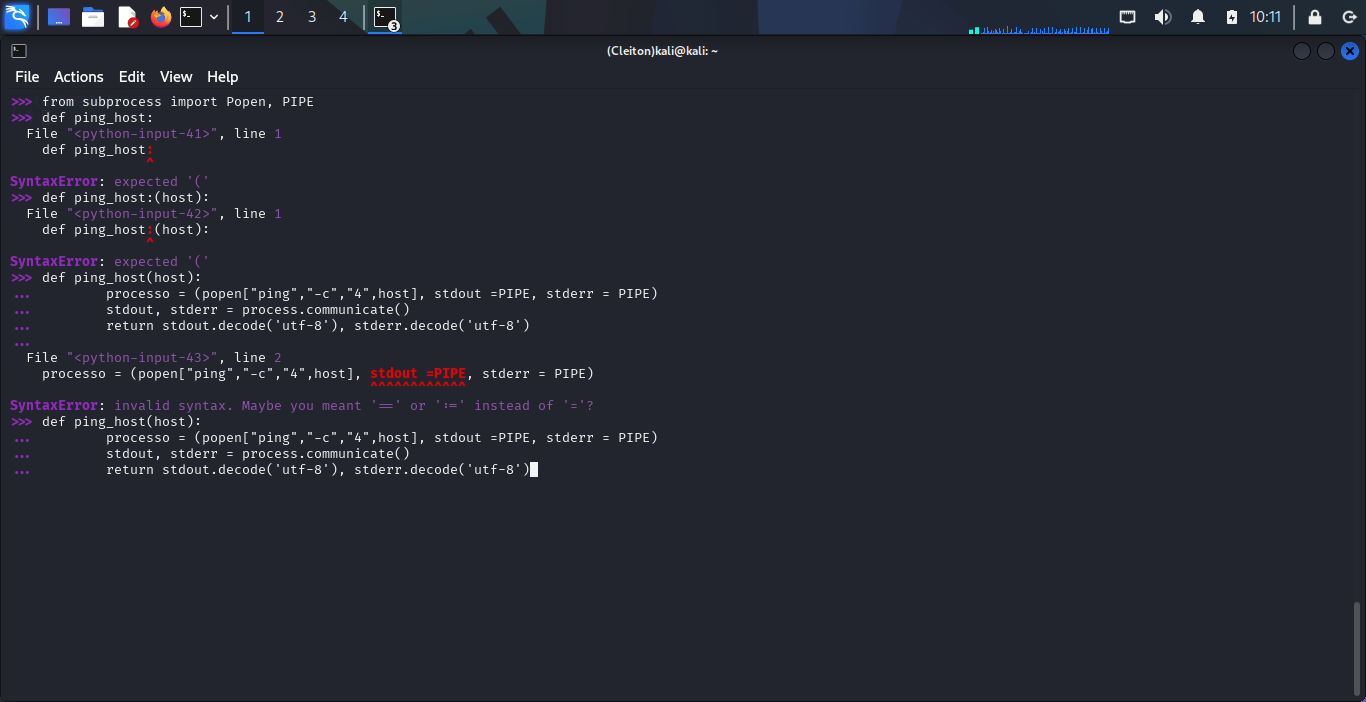 1 2 3 4 3 10:11
(Cleiton)kali@kali: ~
File Actions Edit View Help
>>> from subprocess import Popen, PIPE
>>> def ping_host:
  File "<python-input-41>", line 1
    def ping_host:
                 ^
SyntaxError: expected '('
>>> def ping_host:(host):
  File "<python-input-42>", line 1
    def ping_host:(host):
                 ^
SyntaxError: expected '('
>>> def ping_host(host):
...         processo = (popen["ping","-c","4",host], stdout =PIPE, stderr = PIPE)
...         stdout, stderr = process.communicate()
...         return stdout.decode('utf-8'), stderr.decode('utf-8')
...
  File "<python-input-43>", line 2
    processo = (popen["ping","-c","4",host], stdout =PIPE, stderr = PIPE)
                                             ^^^^^^^^^^^^
SyntaxError: invalid syntax. Maybe you meant '==' or ':=' instead of '='?
>>> def ping_host(host):
...         processo = (popen["ping","-c","4",host], stdout =PIPE, stderr = PIPE)
...         stdout, stderr = process.communicate()
...         return stdout.decode('utf-8'), stderr.decode('utf-8')